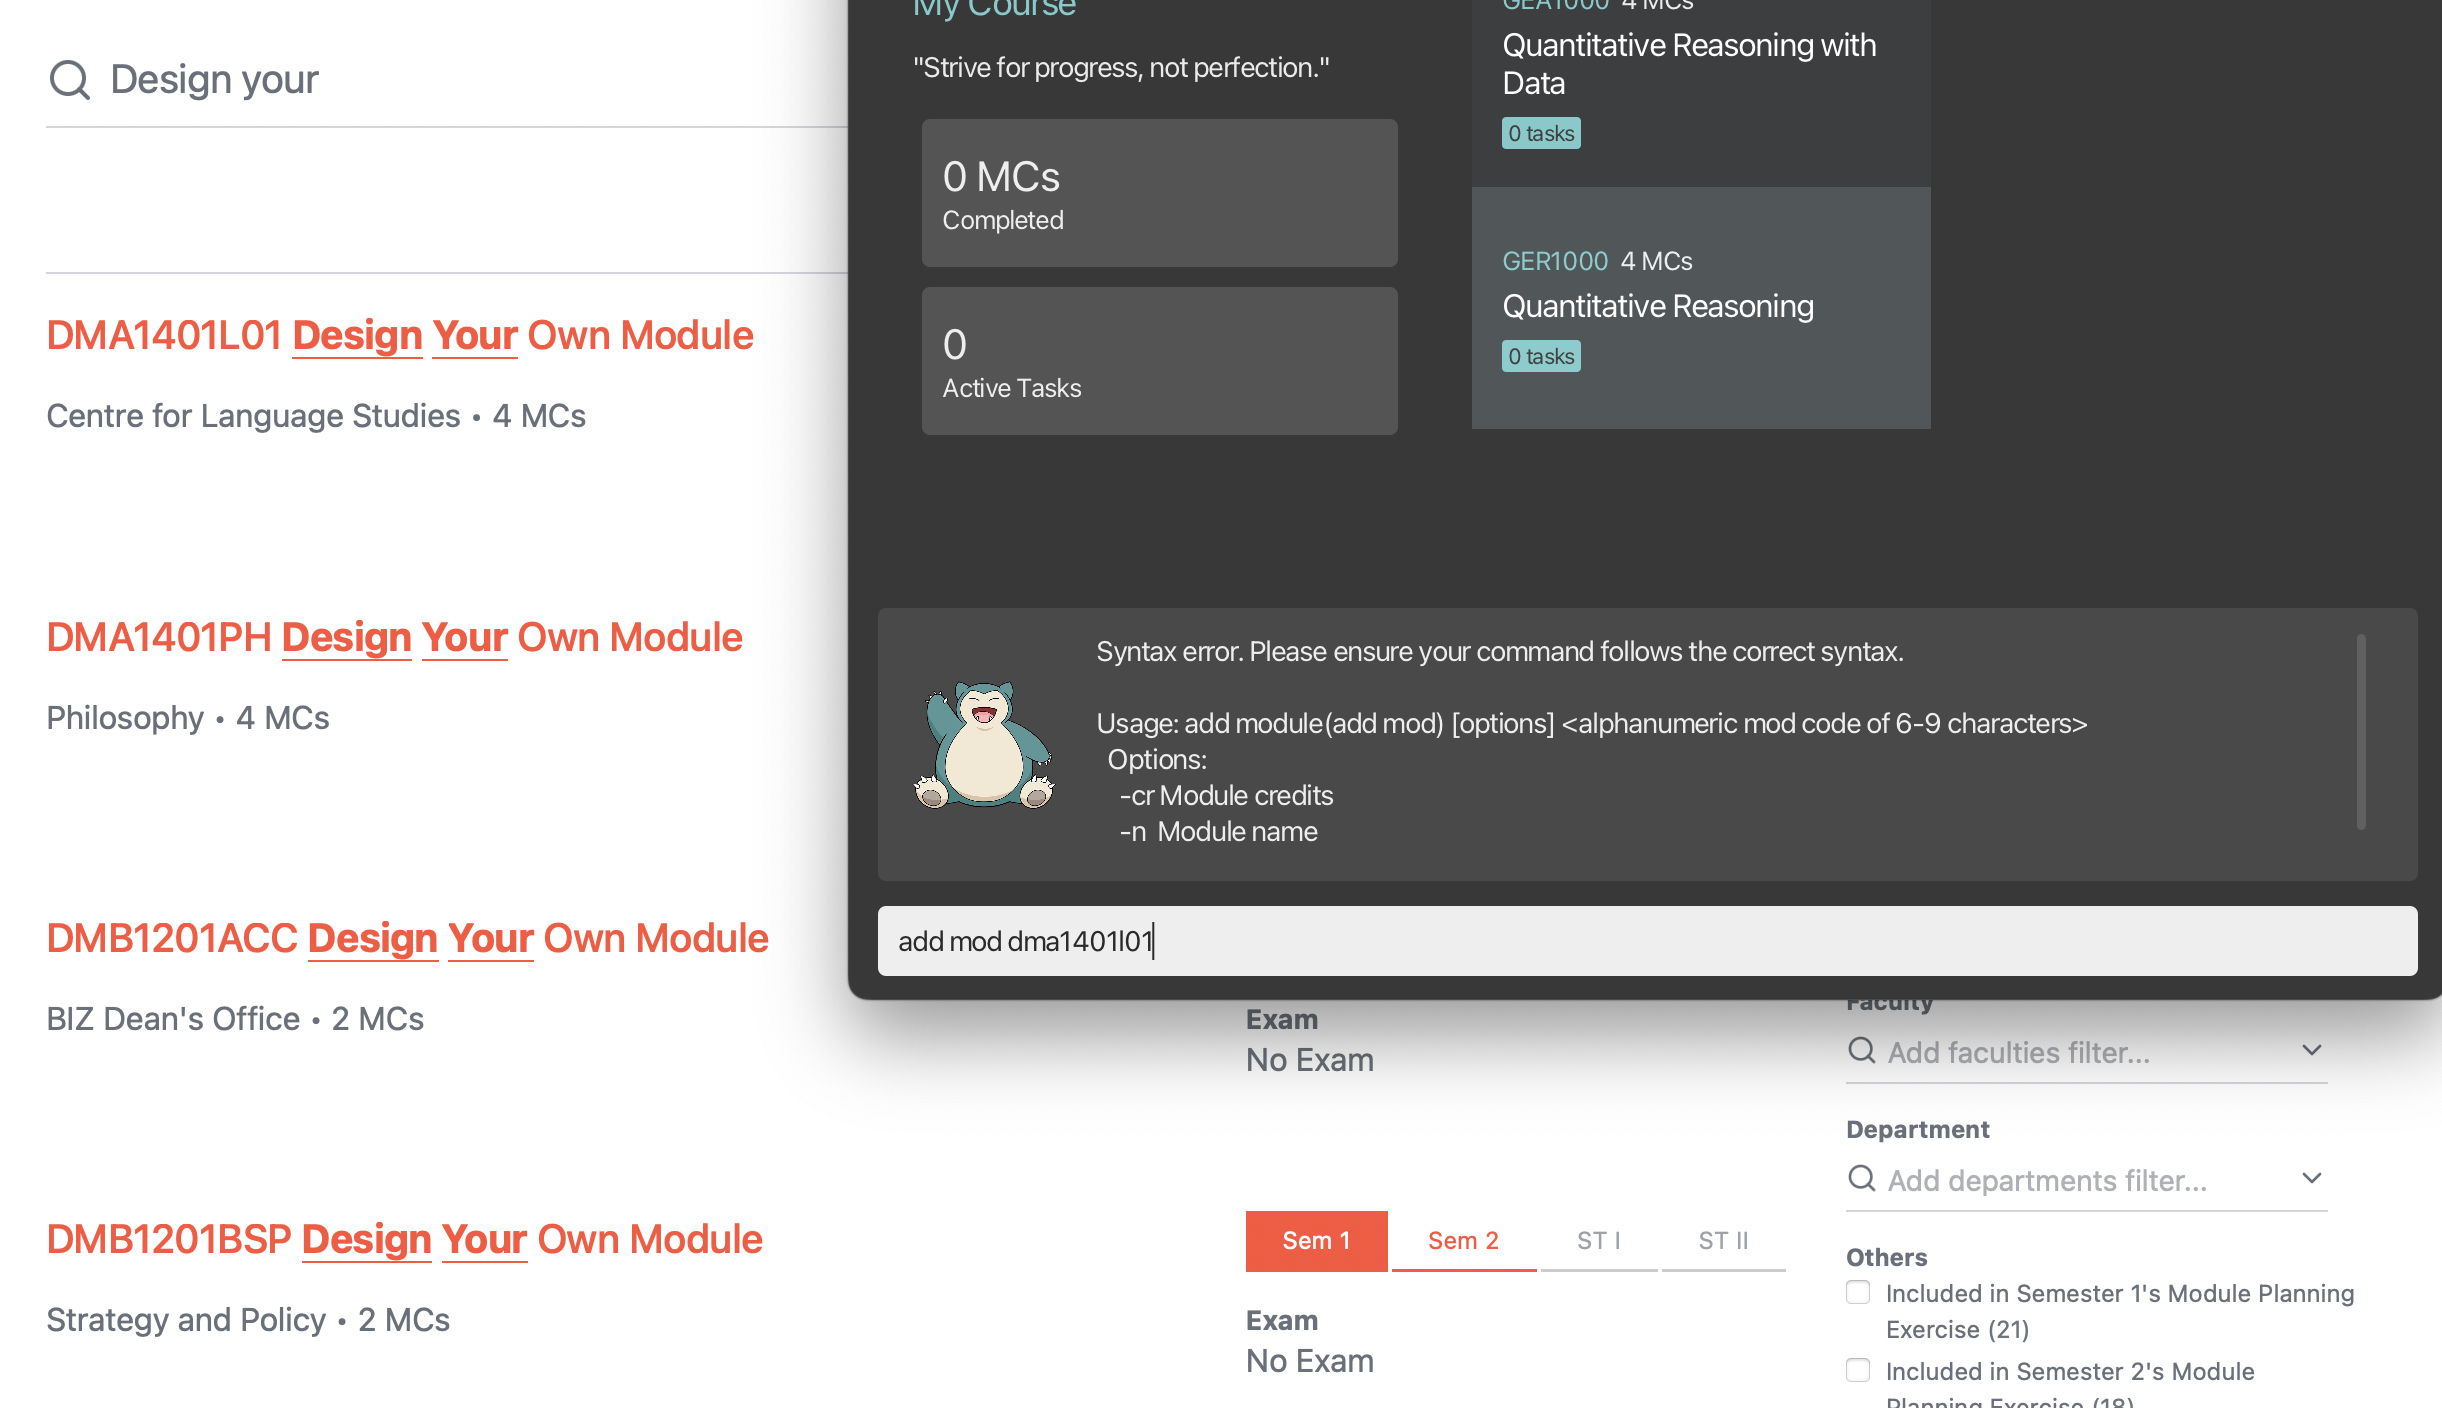 Design your
DMA1401L01 Design Your Own Module
Centre for Language Studies • 4 MCs
DMA1401PH Design Your Own Module
Philosophy • 4 MCs
DMB1201ACC Design Your Own Module
BIZ Dean's Office • 2 MCs
DMB1201BSP Design Your Own Module
Strategy and Policy • 2 MCs
My Course
"Strive for progress, not perfection."
0 MCs
Completed
0
Active Tasks
GEA1000 4 MCs
Quantitative Reasoning with
Data
0 tasks
GER1000 4 MCs
Quantitative Reasoning
0 tasks
Syntax error. Please ensure your command follows the correct syntax.
Usage: add module(add mod) [options] <alphanumeric mod code of 6-9 characters>
Options:
-cr Module credits
-n Module name
add mod dma1401l01
Exam
No Exam
Sem 1 Sem 2 ST I ST II
Exam
No Exam
Faculty
Add faculties filter...
Department
Add departments filter...
Others
Included in Semester 1's Module Planning
Exercise (21)
Included in Semester 2's Module
Planning Exercise (18)